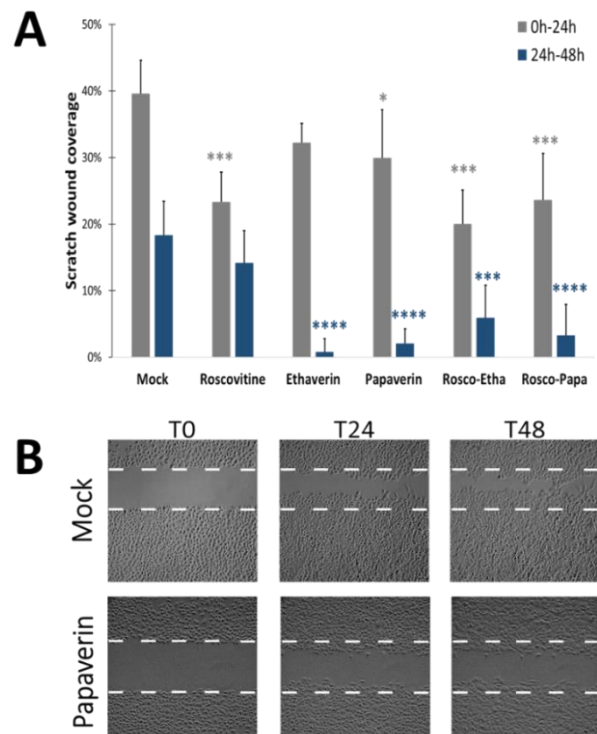 A
50%
40%
30%
20%
10%
0%
Scratch wound coverage
0h-24h
24h-48h
***
*
***
***
****
****
***
****
Mock
Roscovitine
Ethaverin
Papaverin
Rosco-Etha
Rosco-Papa
B
T0
T24
T48
Mock
Papaverin